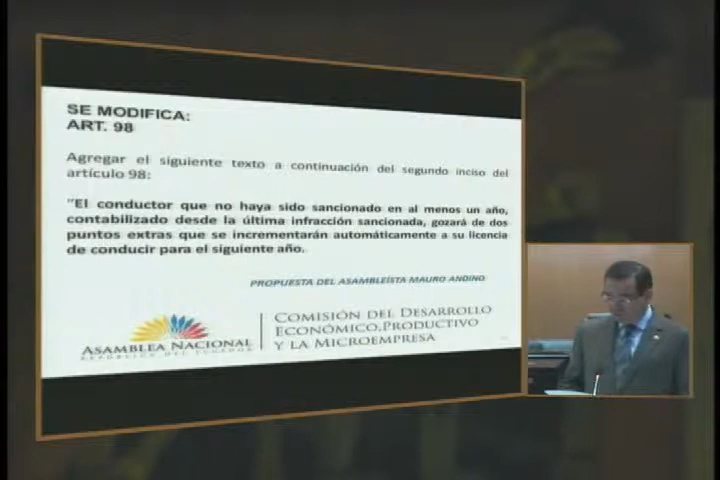 SE MODIFICA:
ART. 98
Agregar el siguiente texto a continuación del segundo inciso del
artículo 98:
"El conductor que no haya sido sancionado en al menos un año,
contabilizado desde la última infracción sancionada, gozará de dos
puntos extras que se incrementarán automáticamente a su licencia
de conducir para el siguiente año.
PROPUESTA DEL ASAMBLEÍSTA MAURO ANDINO
ASAMBLEA NACIONAL
REPÚBLICA DEL ECUADOR
COMISIÓN DEL DESARROLLO
ECONÓMICO, PRODUCTIVO
Y LA MICROEMPRESA